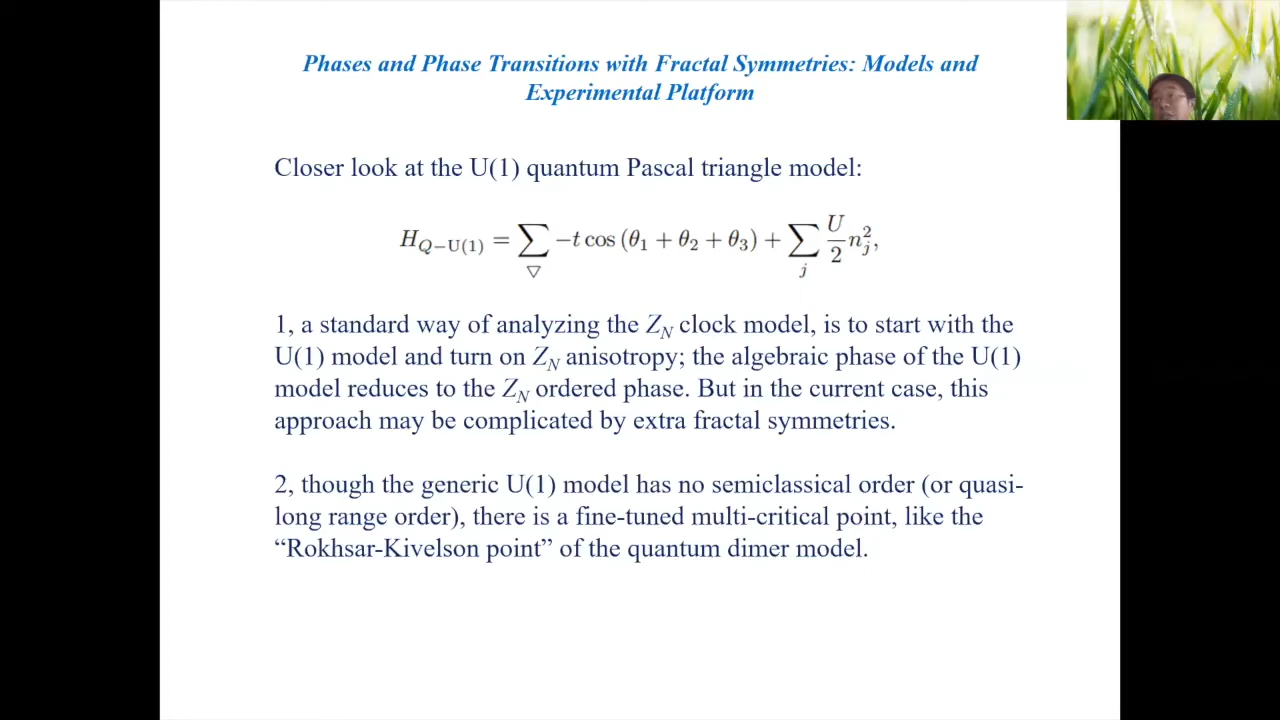 Phases and Phase Transitions with Fractal Symmetries: Models and
Experimental Platform
Closer look at the U(1) quantum Pascal triangle model:
H_{Q−U(1)} = ∑_▽ −t cos (θ_1 + θ_2 + θ_3) + ∑_j U/2 n_j^2,
1, a standard way of analyzing the Z_N clock model, is to start with the
U(1) model and turn on Z_N anisotropy; the algebraic phase of the U(1)
model reduces to the Z_N ordered phase. But in the current case, this
approach may be complicated by extra fractal symmetries.
2, though the generic U(1) model has no semiclassical order (or quasi-
long range order), there is a fine-tuned multi-critical point, like the
“Rokhsar-Kivelson point” of the quantum dimer model.